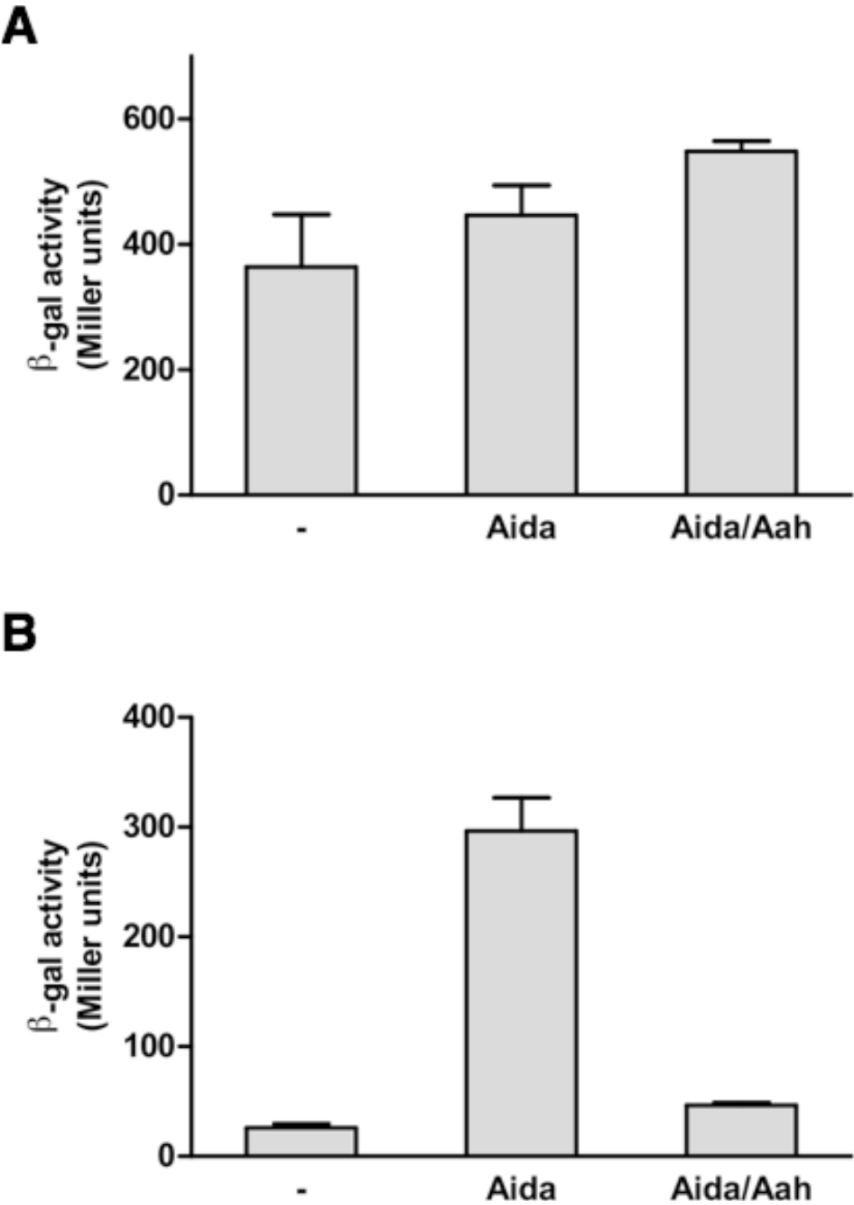 A
600
400
200
0
β-gal activity
(Miller units)
- Aida Aida/Aah
B
400
300
200
100
0
β-gal activity
(Miller units)
- Aida Aida/Aah